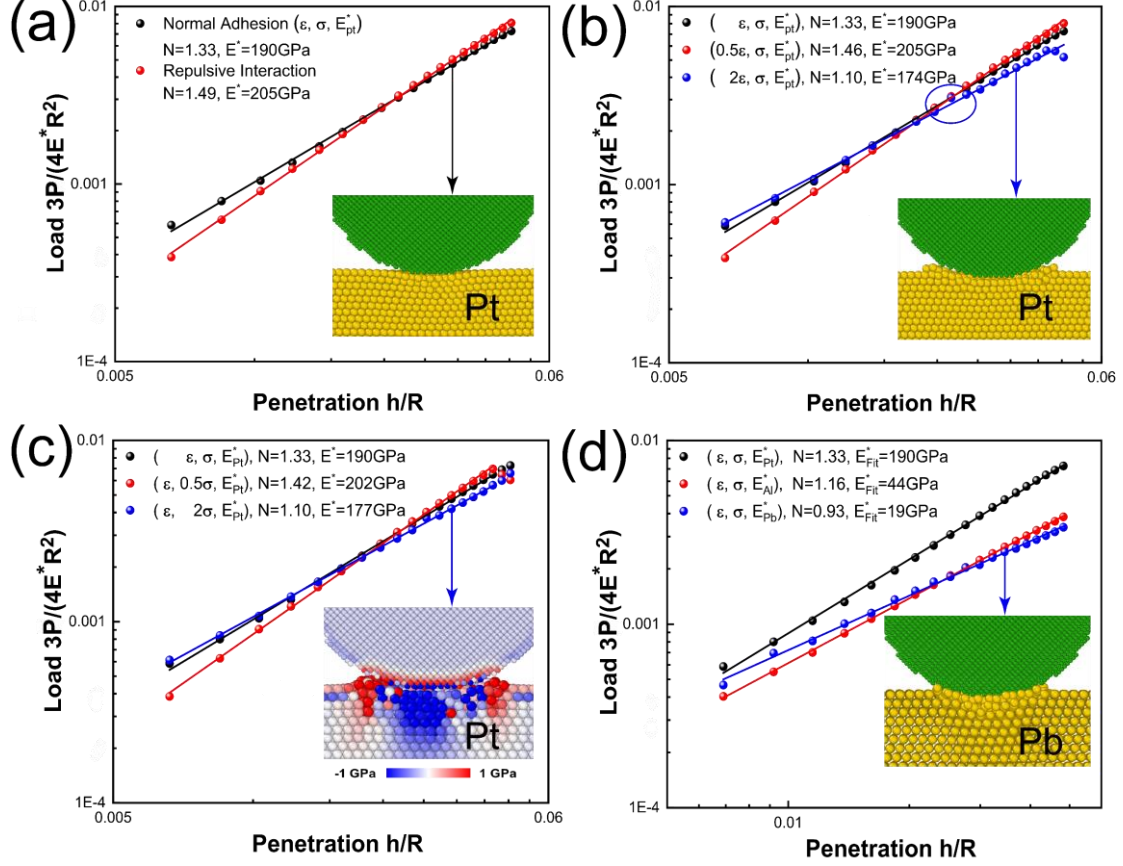 (a)
Normal Adhesion (ε, σ, E*pt)
N=1.33, E*=190GPa
Repulsive Interaction
N=1.49, E*=205GPa
0.001
1E-4
Load 3P/(4E*R²)
Pt
0.005
0.06
Penetration h/R
(b)
( ε, σ, E*pt), N=1.33, E*=190GPa
(0.5ε, σ, E*pt), N=1.46, E*=205GPa
( 2ε, σ, E*pt), N=1.10, E*=174GPa
0.001
1E-4
Load 3P/(4E*R²)
Pt
0.005
0.06
Penetration h/R
(c)
0.01
( ε, σ, E*Pt), N=1.33, E*=190GPa
(ε, 0.5σ, E*Pt), N=1.42, E*=202GPa
(ε, 2σ, E*Pt), N=1.10, E*=177GPa
0.001
1E-4
Load 3P/(4E*R²)
Pt
-1 GPa
1 GPa
0.005
0.06
Penetration h/R
(d)
0.01
(ε, σ, E*Pt), N=1.33, E*Fit=190GPa
(ε, σ, E*Al), N=1.16, E*Fit=44GPa
(ε, σ, E*Pb), N=0.93, E*Fit=19GPa
0.001
1E-4
Load 3P/(4E*R²)
Pb
0.01
Penetration h/R